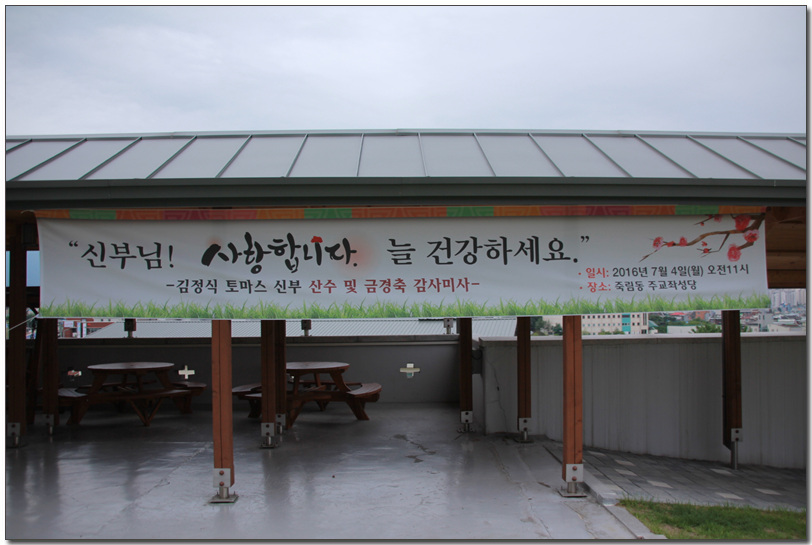 “신부님! 사랑합니다. 늘 건강하세요.”
-김정식 토마스 신부 산수 및 금경축 감사미사-
· 일시: 2016년 7월 4일(월) 오전11시
· 장소: 죽림동 주교좌성당